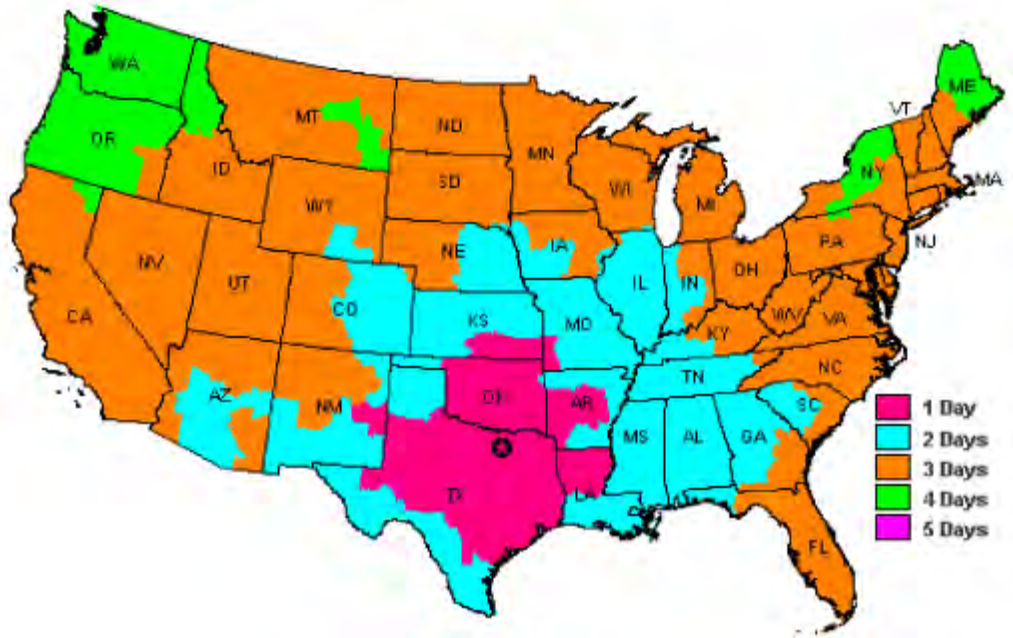 WA
ME
VT
MT
ND
OR
MN
NY
ID
SD
WI
MA
MI
WY
PA
NJ
IA
NE
OH
NV
IL
IN
UT
CO
WV
VA
KS
MO
CA
KY
NC
TN
AZ
OK
NM
AR
SC
1 Day
MS
AL
GA
2 Days
3 Days
TX
LA
4 Days
5 Days
FL